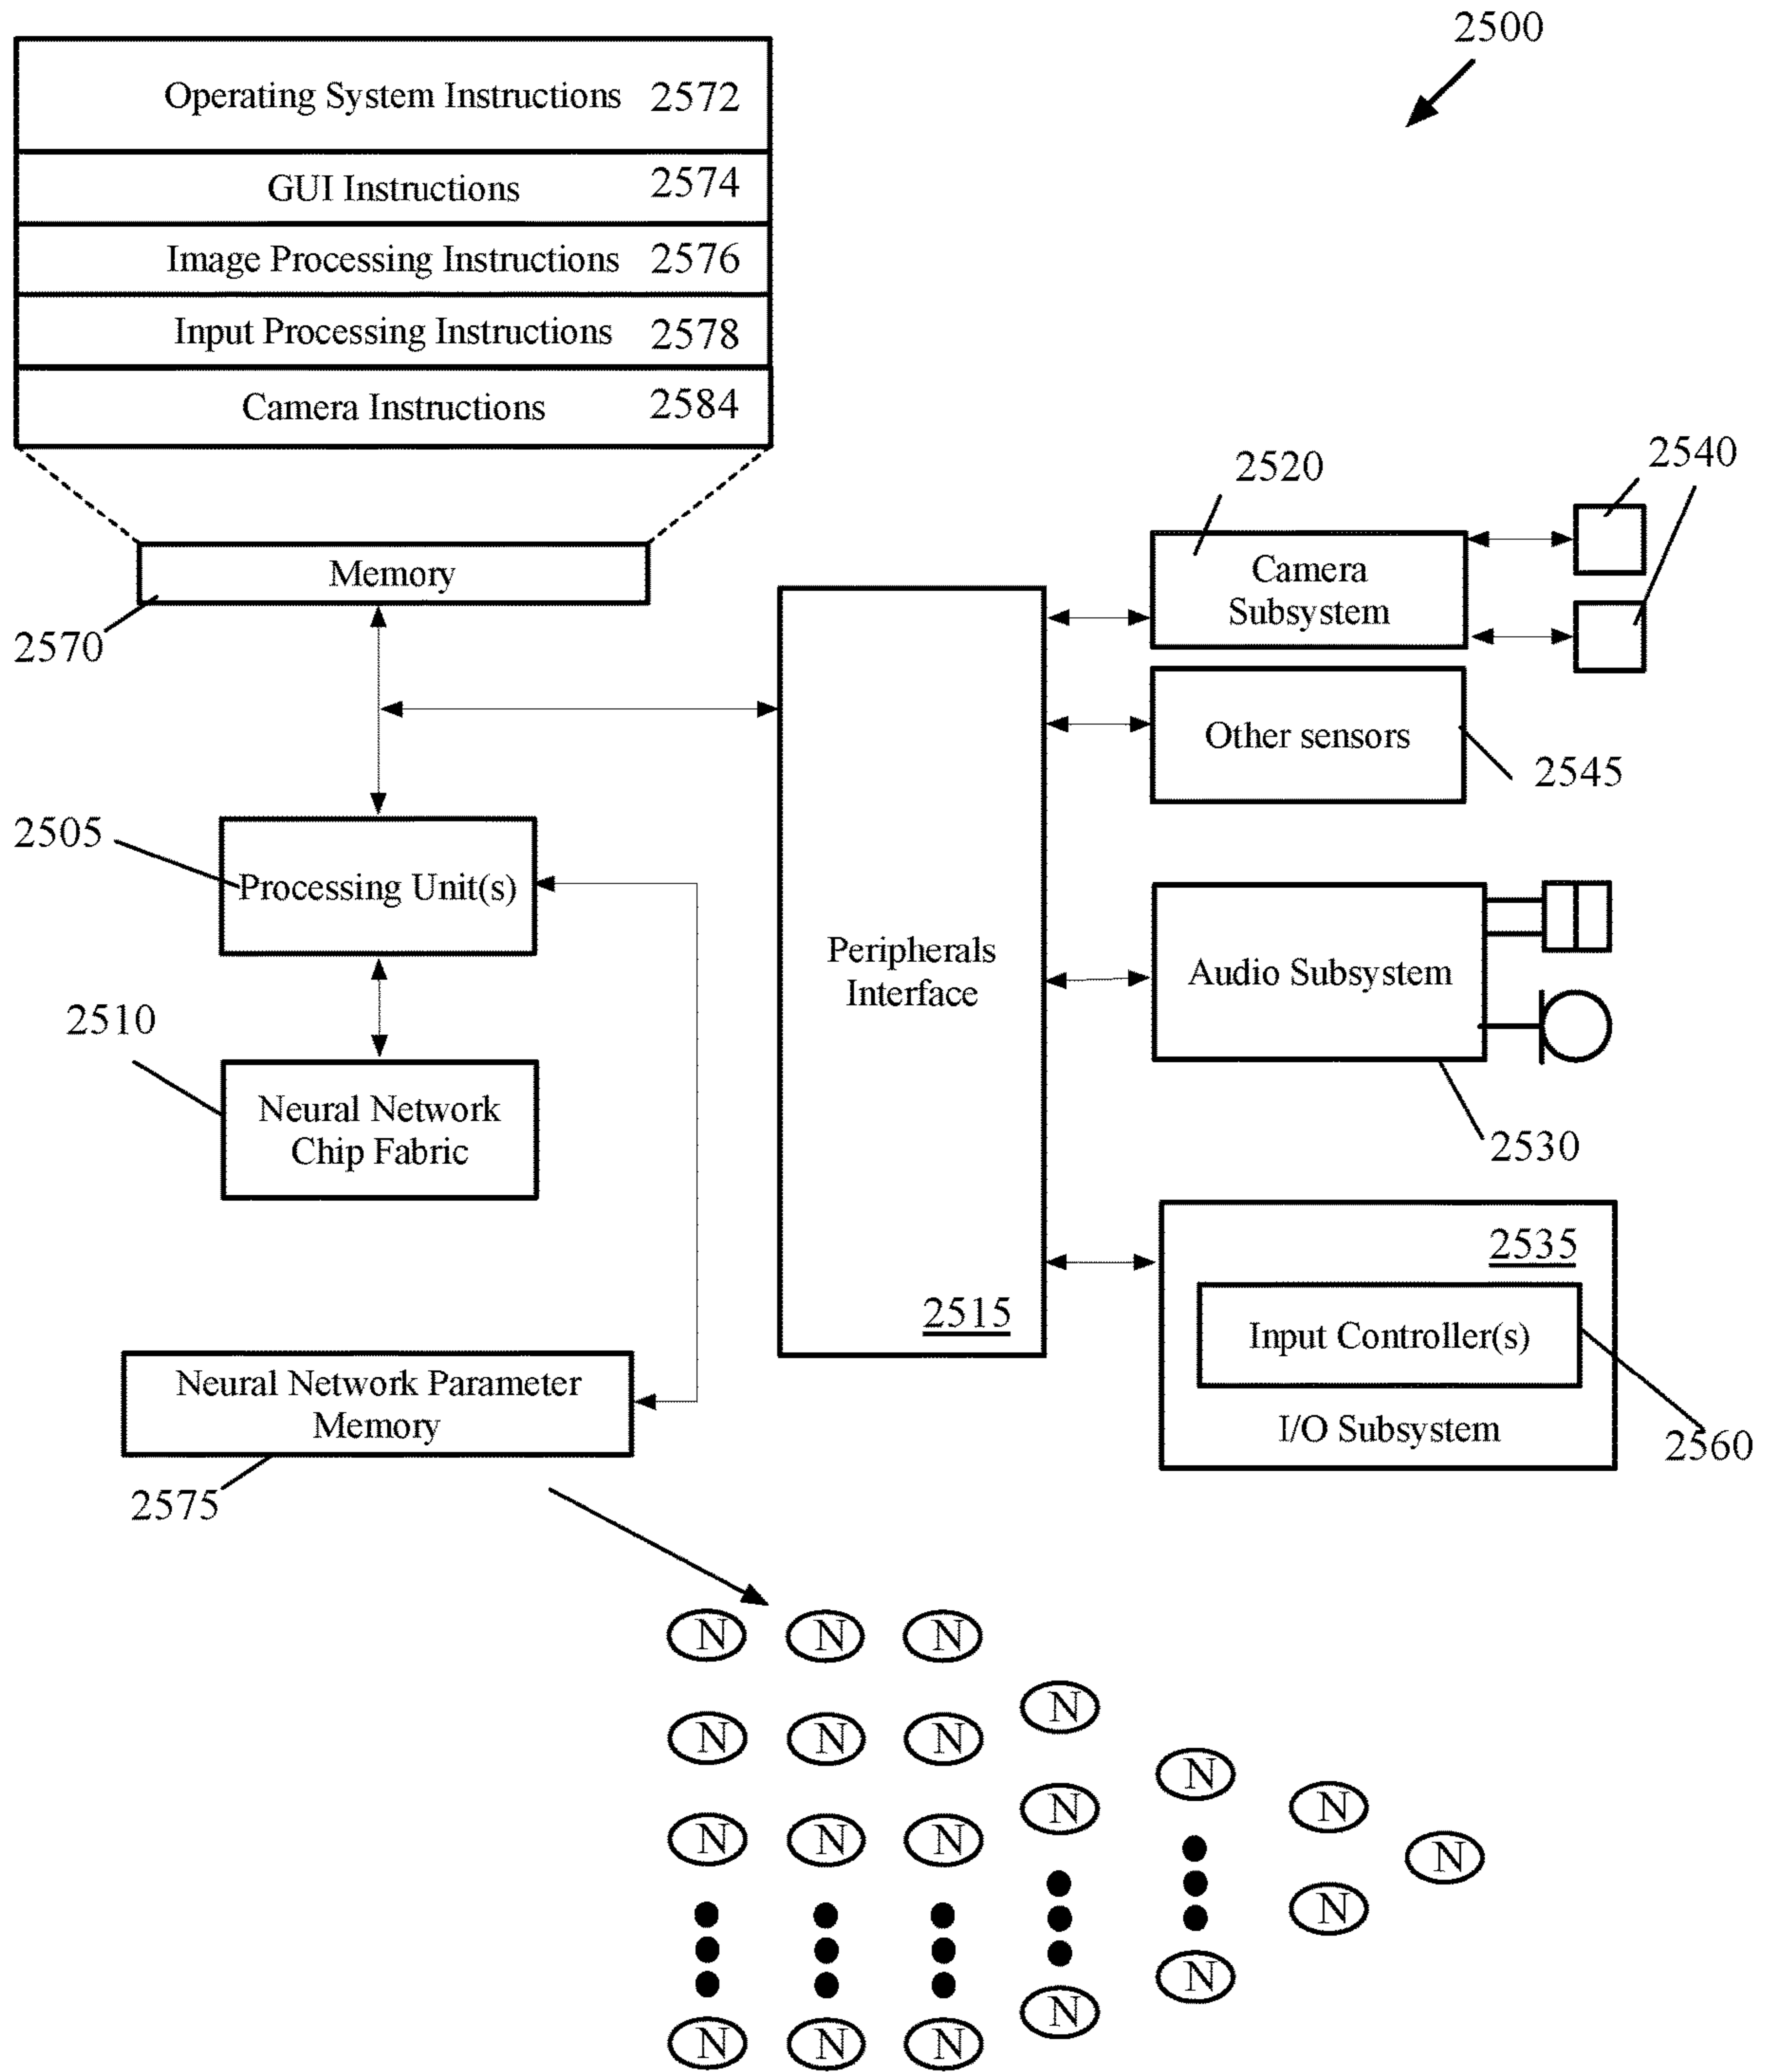 2500
Operating System Instructions 2572
GUI Instructions 2574
Image Processing Instructions 2576
Input Processing Instructions 2578
Camera Instructions 2584
2520
2540
Memory
2570
Camera
Subsystem
Other sensors
2545
2505
Processing Unit(s)
2510
Neural Network
Chip Fabric
Peripherals
Interface
2515
Audio Subsystem
2530
2535
Input Controller(s)
I/O Subsystem
2560
Neural Network Parameter
Memory
2575
N N N
N
N N N
N
N N
N N N
N
N
N
N
N
N N N